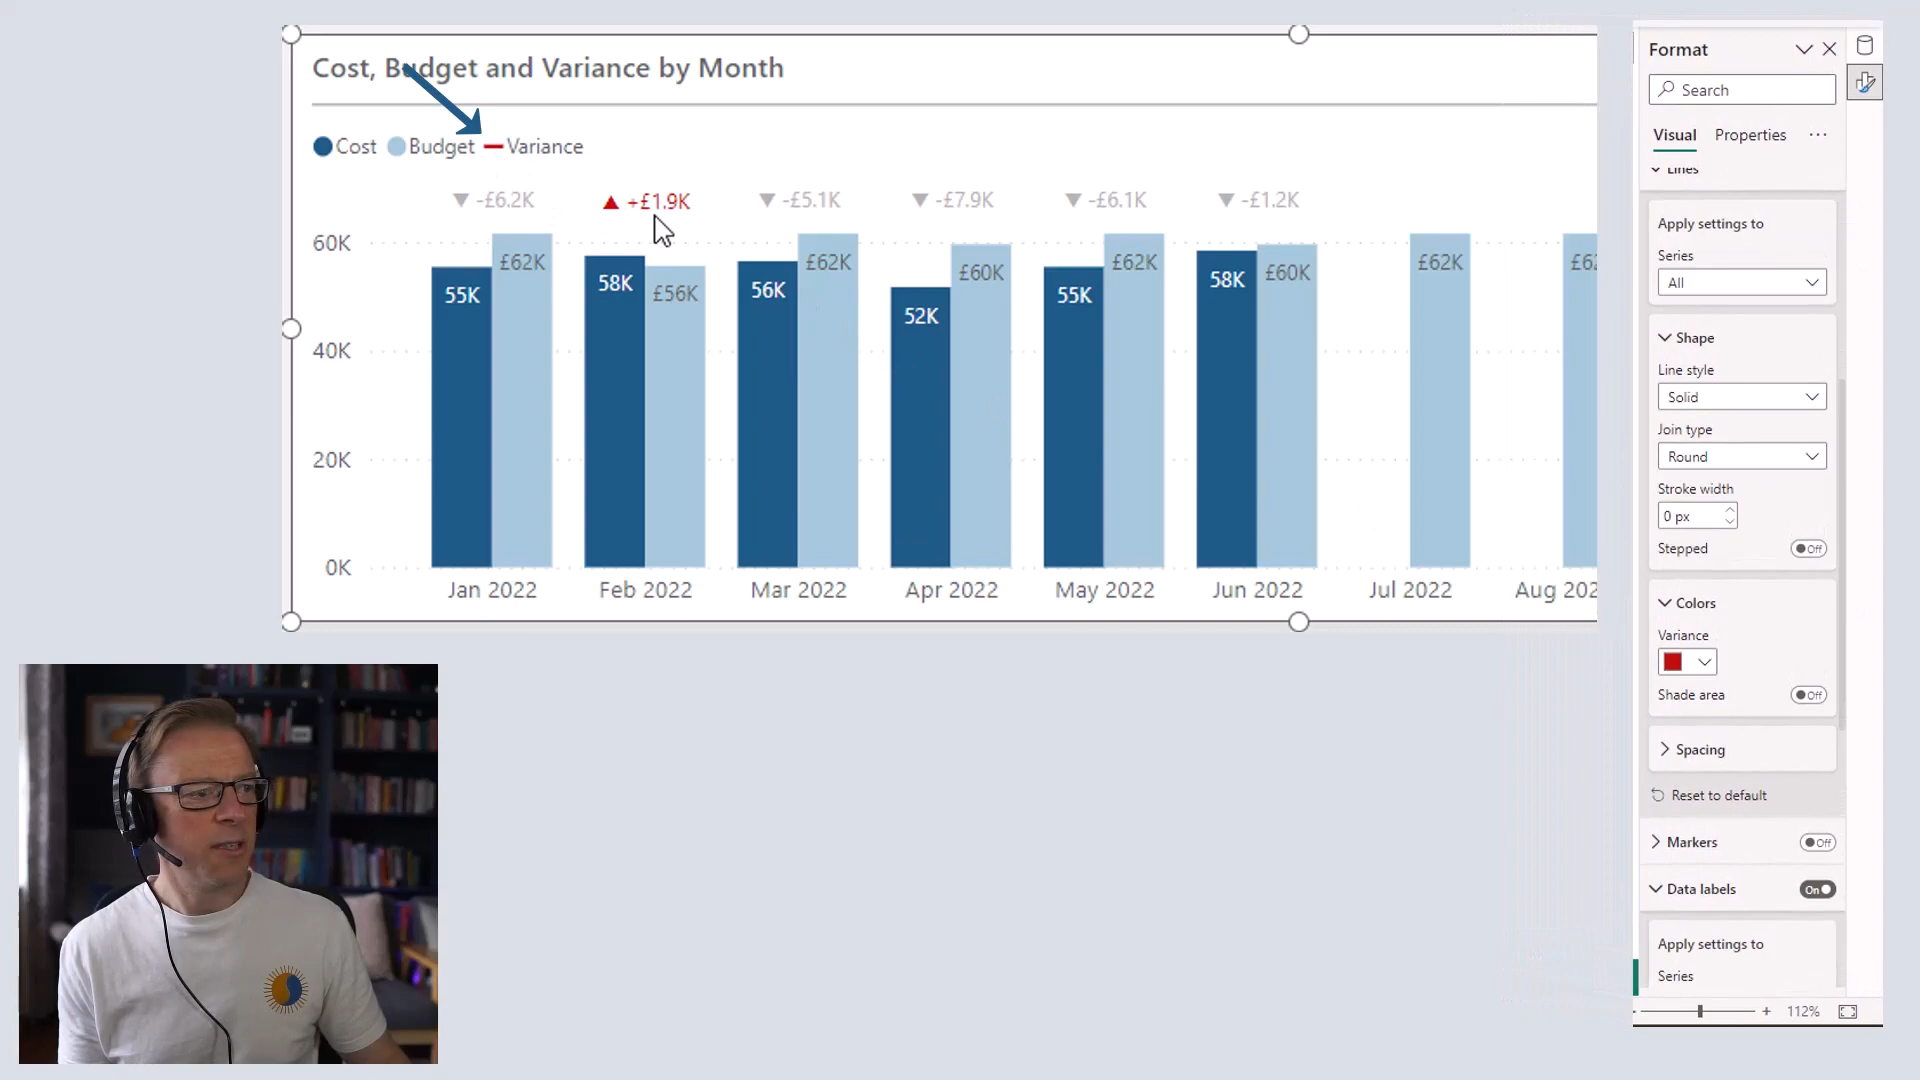 Cost, Budget and Variance by Month
Cost Budget Variance
▼ -£6.2K ▲ +£1.9K ▼ -£5.1K ▼ -£7.9K ▼ -£6.1K ▼ -£1.2K
60K
40K
20K
0K
55K £62K 58K £56K 56K £62K 52K £60K 55K £62K 58K £60K £62K
Jan 2022 Feb 2022 Mar 2022 Apr 2022 May 2022 Jun 2022 Jul 2022 Aug 202
Format
Search
Visual Properties ...
Lines
Apply settings to
Series
All
Shape
Line style
Solid
Join type
Round
Stroke width
0 px
Stepped Off
Colors
Variance
Shade area Off
Spacing
Reset to default
Markers Off
Data labels On
Apply settings to
Series
- + 112%